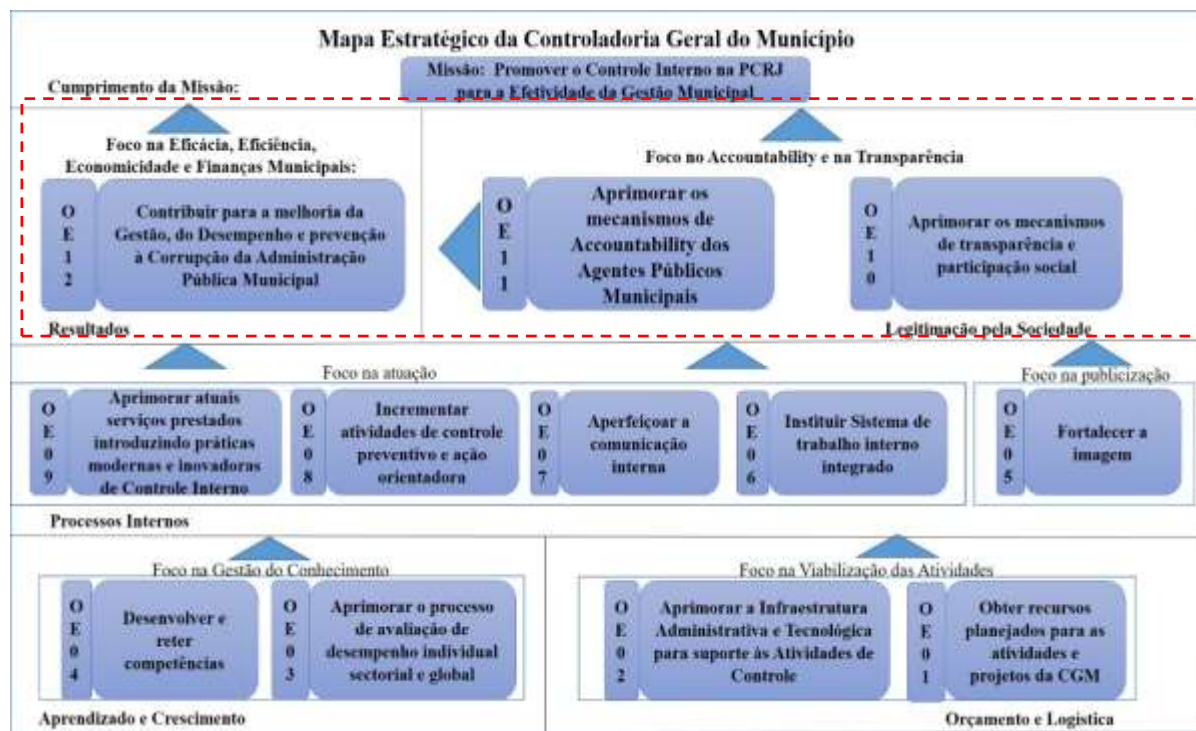 Mapa Estratégico da Controladoria Geral do Município
Missão: Promover o Controle Interno na PCRJ
para a Efetividade da Gestão Municipal
Cumprimento da Missão:
Foco na Eficácia, Eficiência,
Economicidade e Finanças Municipais:
O
E
1
2
Contribuir para a melhoria da
Gestão, do Desempenho e prevenção
à Corrupção da Administração
Pública Municipal
Resultados
Foco no Accountability e na Transparência
O
E
1
1
Aprimorar os
mecanismos de
Accountability dos
Agentes Públicos
Municipais
O
E
1
0
Aprimorar os mecanismos
de transparência e
participação social
Legitimação pela Sociedade
Foco na atuação
O
E
0
9
Aprimorar atuais
serviços prestados
introduzindo práticas
modernas e inovadoras
de Controle Interno
O
E
0
8
Incrementar
atividades de controle
preventivo e ação
orientadora
O
E
0
7
Aperfeiçoar a
comunicação
interna
O
E
0
6
Instituir Sistema de
trabalho interno
integrado
Foco na publicização
O
E
0
5
Fortalecer a
imagem
Processos Internos
Foco na Gestão do Conhecimento
O
E
0
4
Desenvolver e
reter
competências
O
E
0
3
Aprimorar o processo
de avaliação de
desempenho individual
sectorial e global
Aprendizado e Crescimento
Foco na Viabilização das Atividades
O
E
0
2
Aprimorar a Infraestrutura
Administrativa e Tecnológica
para suporte às Atividades de
Controle
O
E
0
1
Obter recursos
planejados para as
atividades e
projetos da CGM
Orçamento e Logística